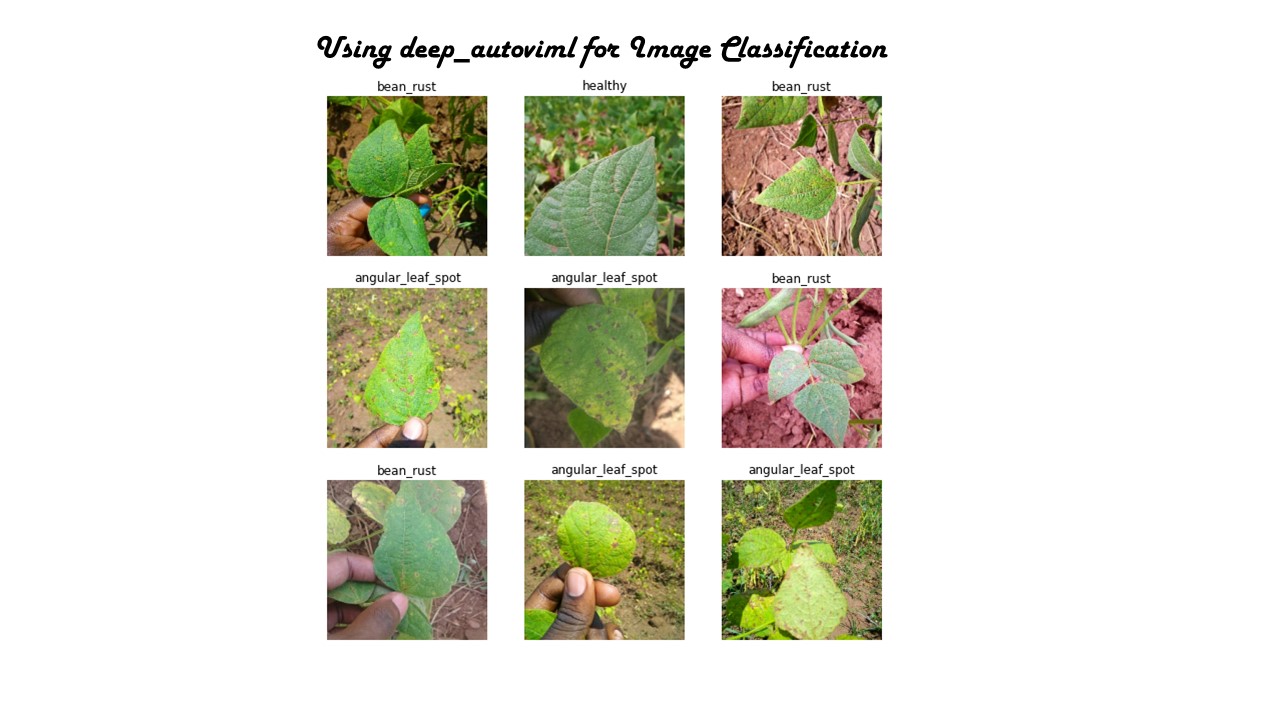 Using deep_autoviml for Image Classification
bean_rust healthy bean_rust
angular_leaf_spot angular_leaf_spot bean_rust
bean_rust angular_leaf_spot angular_leaf_spot